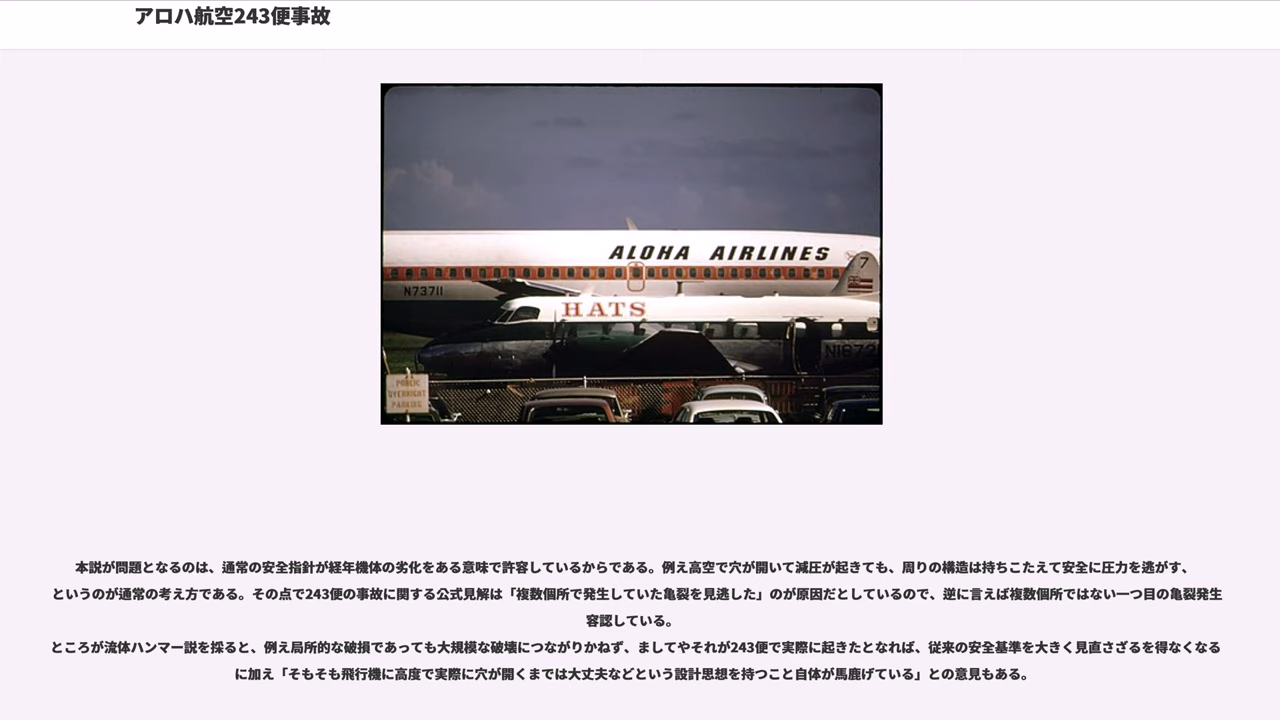 アロハ航空243便事故
ALOHA AIRLINES
7
N73711
HATS
N1672
PUBLIC
OVERNIGHT
PARKING
本説が問題となるのは、通常の安全指針が経年機体の劣化をある意味で許容しているからである。例え高空で穴が開いて減圧が起きても、周りの構造は持ちこたえて安全に圧力を逃がす、
というのが通常の考え方である。その点で243便の事故に関する公式見解は「複数個所で発生していた亀裂を見逃した」のが原因だとしているので、逆に言えば複数個所ではない一つ目の亀裂発生
容認している。
ところが流体ハンマー説を採ると、例え局所的な破損であっても大規模な破壊につながりかねず、ましてやそれが243便で実際に起きたとなれば、従来の安全基準を大きく見直さざるを得なくなる
に加え「そもそも飛行機に高度で実際に穴が開くまでは大丈夫などという設計思想を持つこと自体が馬鹿げている」との意見もある。